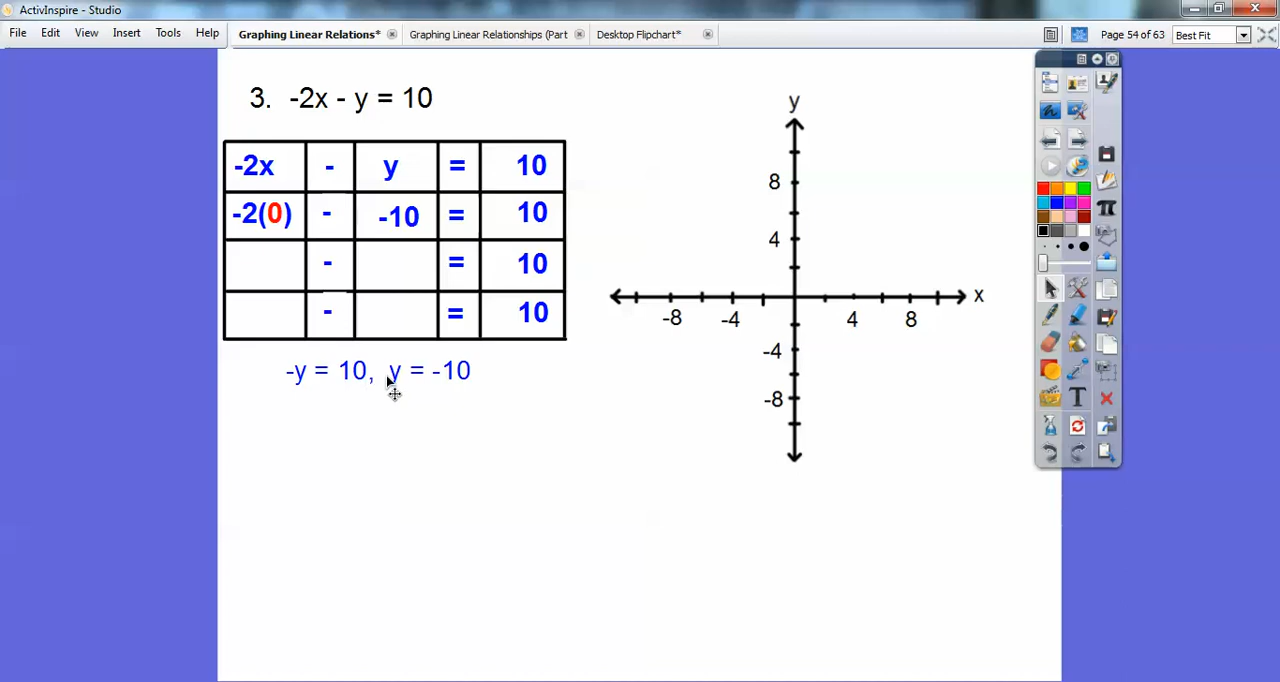 ActivInspire - Studio
File Edit View Insert Tools Help
Graphing Linear Relations* Graphing Linear Relationships (Part Desktop Flipchart* Page 54 of 63 Best Fit
3. -2x - y = 10
-2x - y = 10
-2(0) - -10 = 10
- = 10
- = 10
-y = 10, y = -10
y
8
4
x
-8 -4 4 8
-4
-8